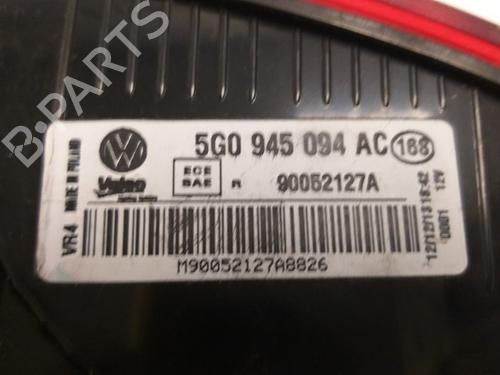 B-PARTS
5G0 945 094 AC 168
Valeo
ECE
SAE
n
90052127A
VR4 MADE IN POLAND
M90052127A8826
12/12/13 18:42
0001 12V